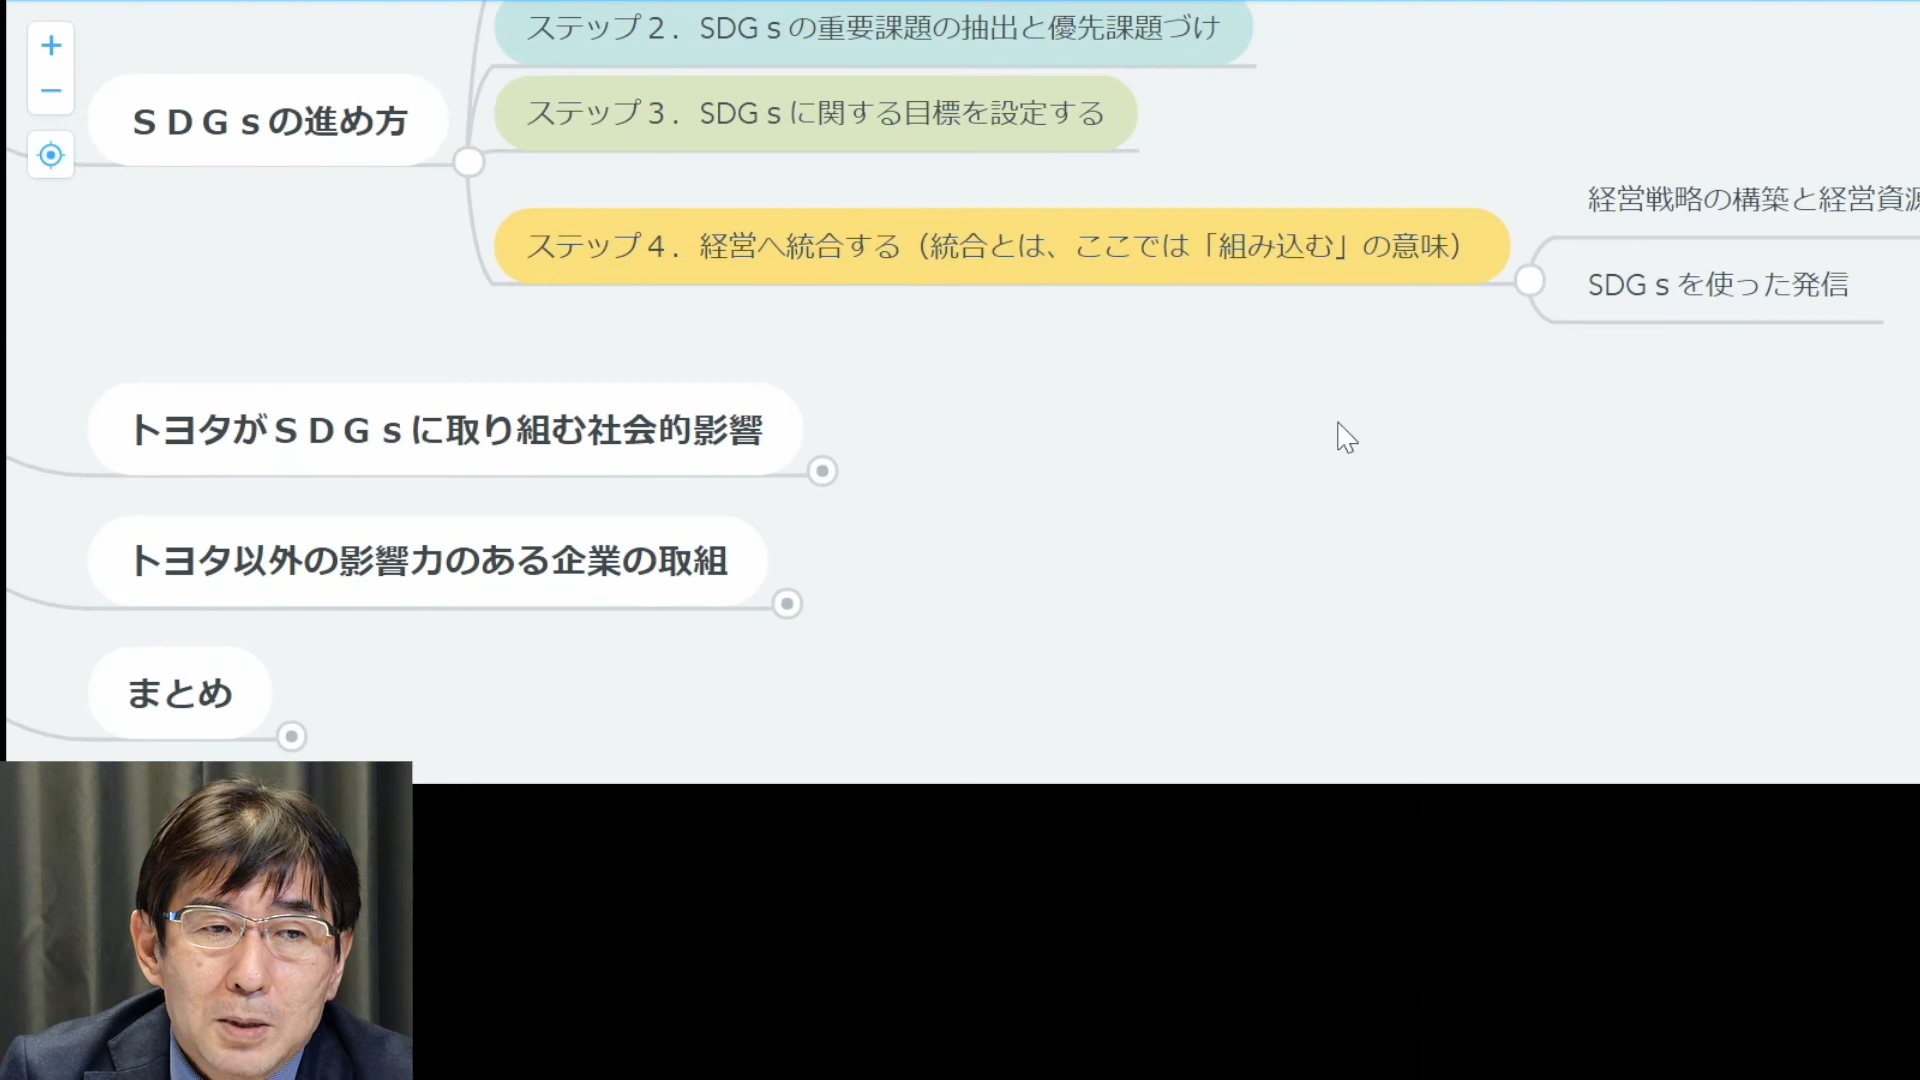 ステップ２．SDGｓの重要課題の抽出と優先課題づけ
ＳＤＧｓの進め方
ステップ３．SDGｓに関する目標を設定する
経営戦略の構築と経営資源
ステップ４．経営へ統合する（統合とは、ここでは「組み込む」の意味）
SDGｓを使った発信
トヨタがＳＤＧｓに取り組む社会的影響
トヨタ以外の影響力のある企業の取組
まとめ